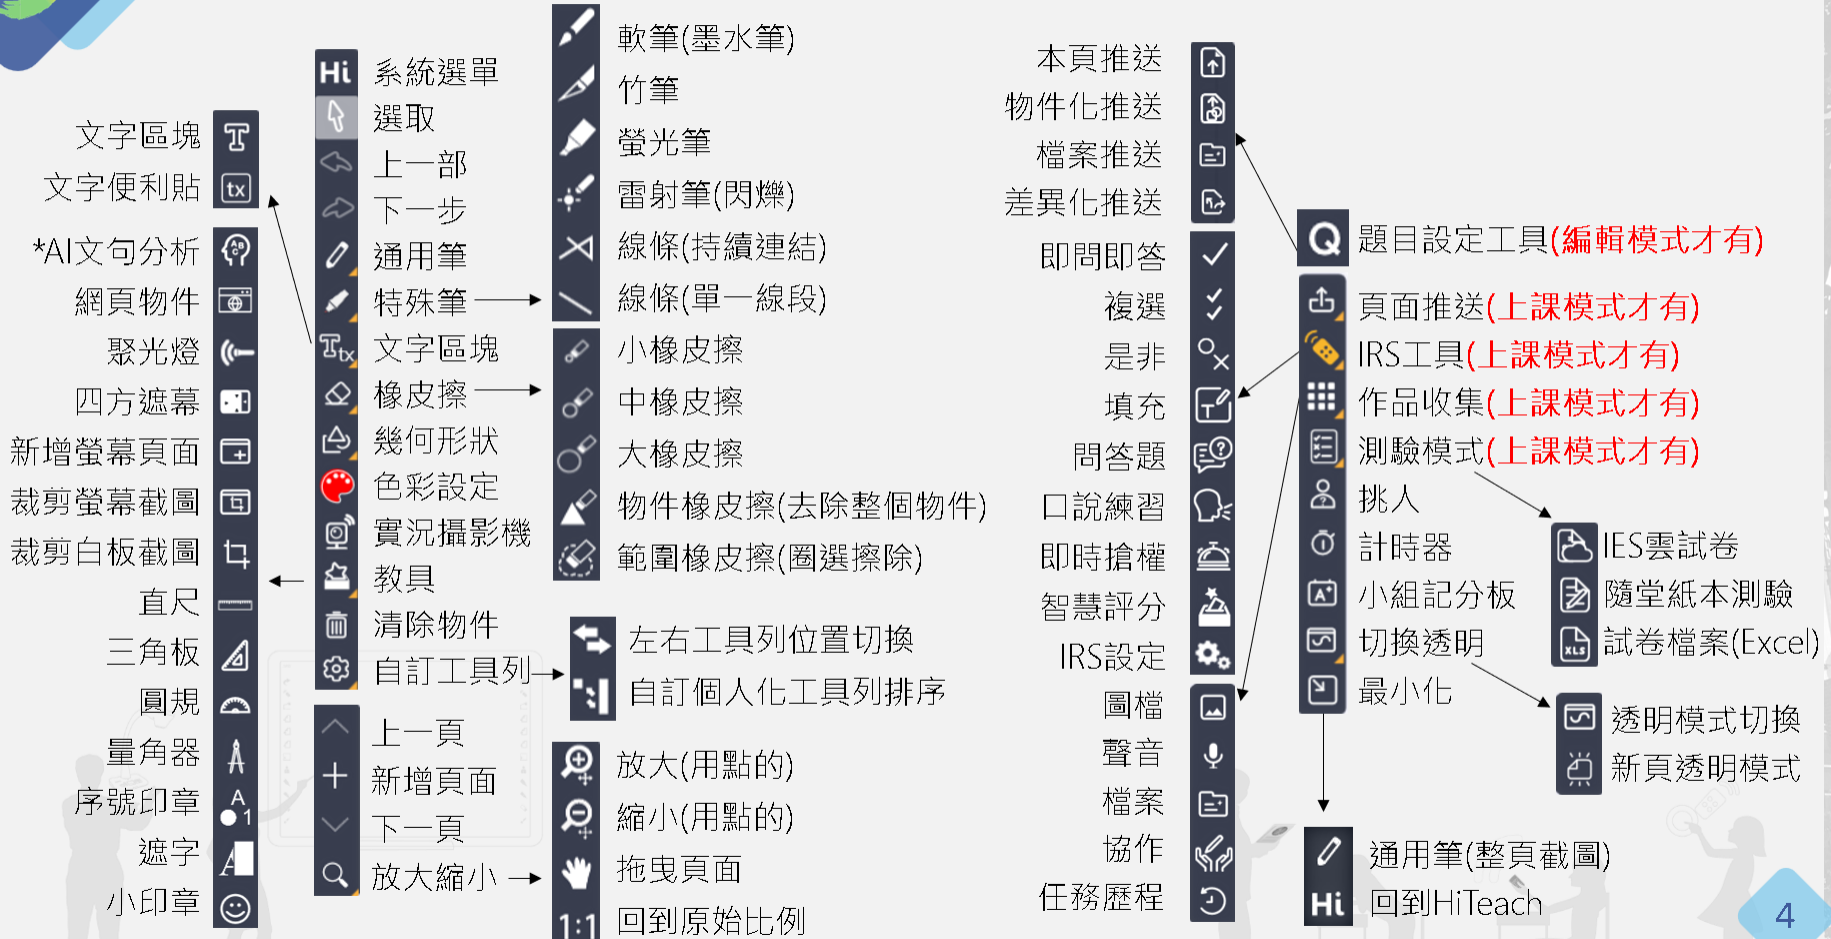 文字區塊
文字便利貼
*AI文句分析
網頁物件
聚光燈
四方遮幕
新增螢幕頁面
裁剪螢幕截圖
裁剪白板截圖
直尺
三角板
圓規
量角器
序號印章
遮字
小印章
T
tx
A B
C
A
1
A
Hi 系統選單
選取
上一部
下一步
通用筆
特殊筆
Ttx 文字區塊
橡皮擦
幾何形狀
色彩設定
實況攝影機
教具
清除物件
自訂工具列
上一頁
新增頁面
下一頁
放大縮小
軟筆(墨水筆)
竹筆
螢光筆
雷射筆(閃爍)
線條(持續連結)
線條(單一線段)
小橡皮擦
中橡皮擦
大橡皮擦
物件橡皮擦(去除整個物件)
範圍橡皮擦(圈選擦除)
左右工具列位置切換
自訂個人化工具列排序
放大(用點的)
縮小(用點的)
拖曳頁面
1:1 回到原始比例
本頁推送
物件化推送
檔案推送
差異化推送
即問即答
複選
是非
填充
問答題
口說練習
即時搶權
智慧評分
IRS設定
圖檔
聲音
檔案
協作
任務歷程
Q 題目設定工具(編輯模式才有)
頁面推送(上課模式才有)
IRS工具(上課模式才有)
作品收集(上課模式才有)
測驗模式(上課模式才有)
挑人
計時器
小組記分板
切換透明
最小化
IES雲試卷
隨堂紙本測驗
XLS 試卷檔案(Excel)
透明模式切換
新頁透明模式
通用筆(整頁截圖)
Hi 回到HiTeach
4